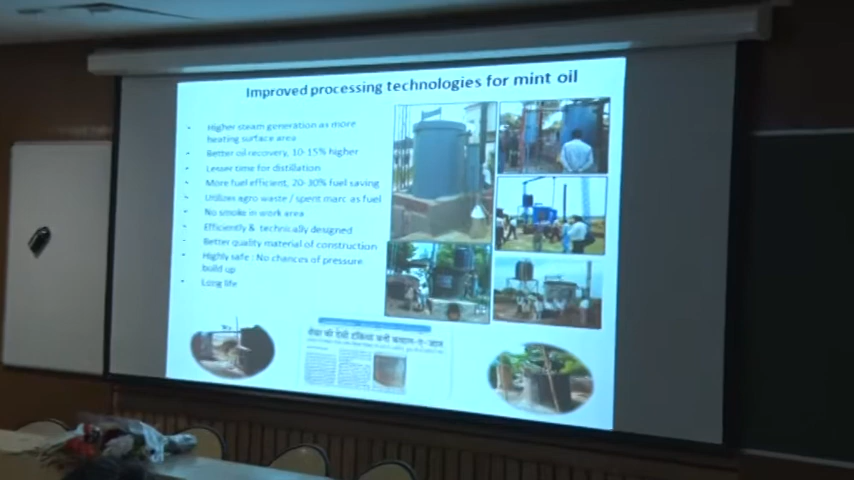 Improved processing technologies for mint oil
Higher steam generation as more
heating surface area
Better oil recovery, 10-15% higher
Lesser time for distillation
More fuel efficient, 20-30% fuel saving
Utilizes agro waste / spent marc as fuel
No smoke in work area
Efficiently & technically designed
Better quality material of construction
Highly safe : No chances of pressure
build up
Long life